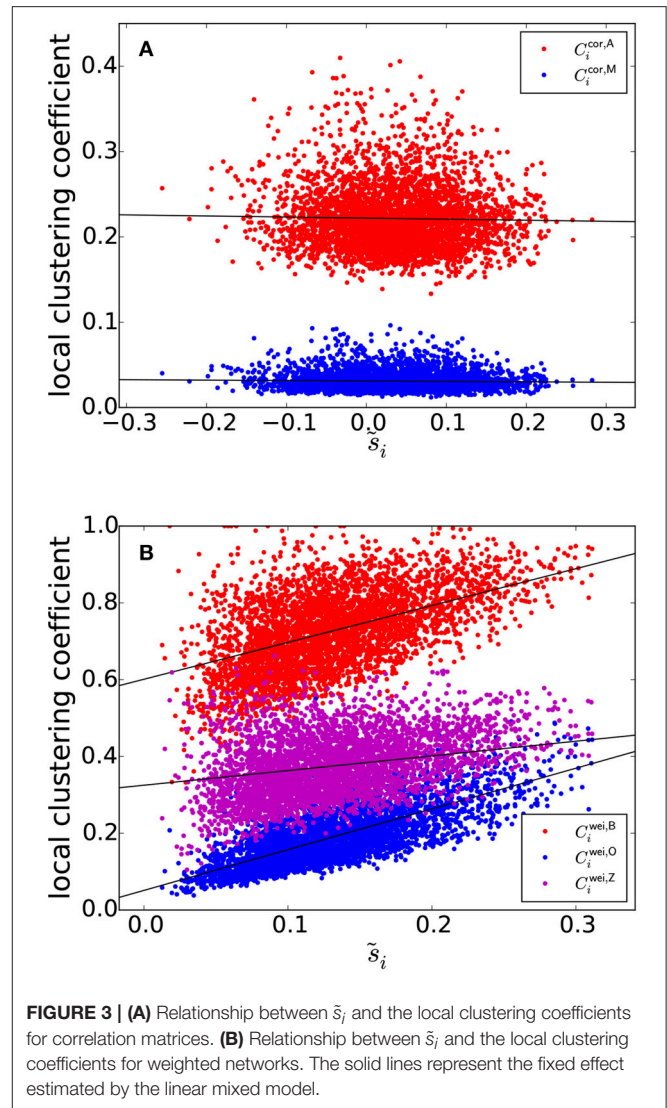 A
C_i^{cor,A}
C_i^{cor,M}
local clustering coefficient
0.4
0.3
0.2
0.1
0.0
−0.3 −0.2 −0.1 0.0 0.1 0.2 0.3
s̃_i
B
local clustering coefficient
1.0
0.8
0.6
0.4
0.2
0.0
C_i^{wei,B}
C_i^{wei,O}
C_i^{wei,Z}
0.0 0.1 0.2 0.3
s̃_i
FIGURE 3 | (A) Relationship between s̃_i and the local clustering coefficients
for correlation matrices. (B) Relationship between s̃_i and the local clustering
coefficients for weighted networks. The solid lines represent the fixed effect
estimated by the linear mixed model.